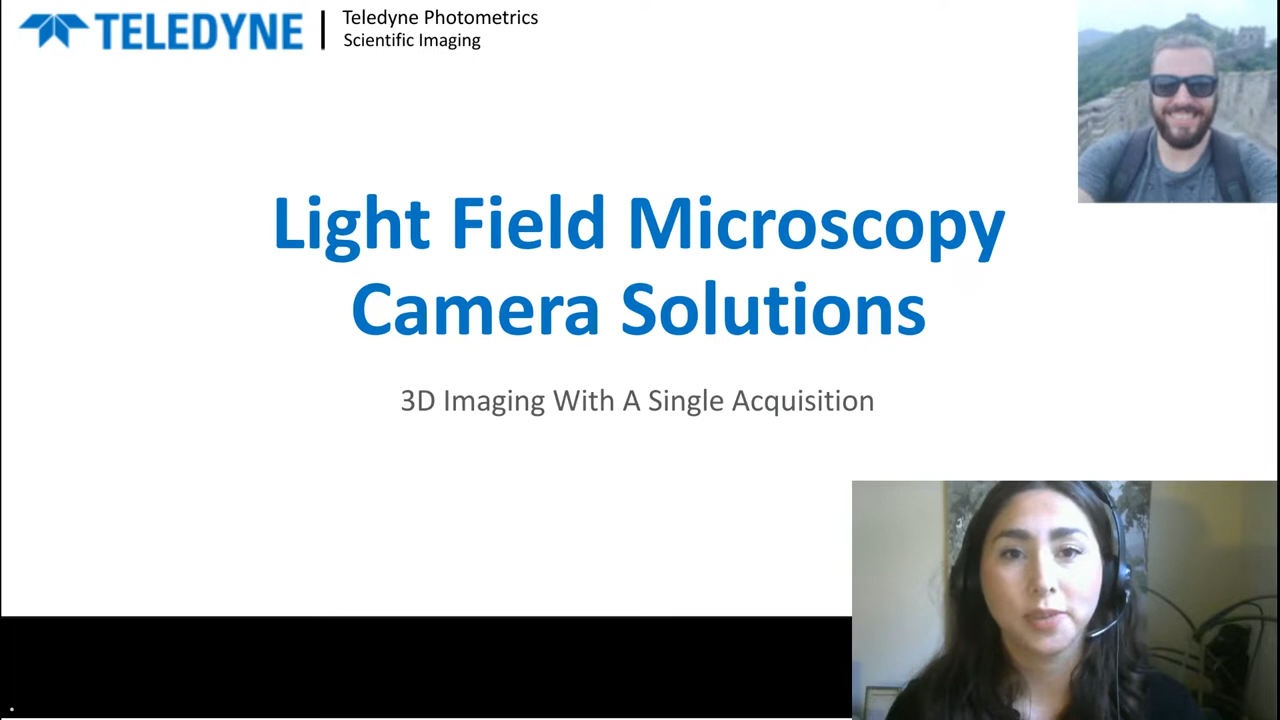 TELEDYNE
Teledyne Photometrics
Scientific Imaging
Light Field Microscopy
Camera Solutions
3D Imaging With A Single Acquisition